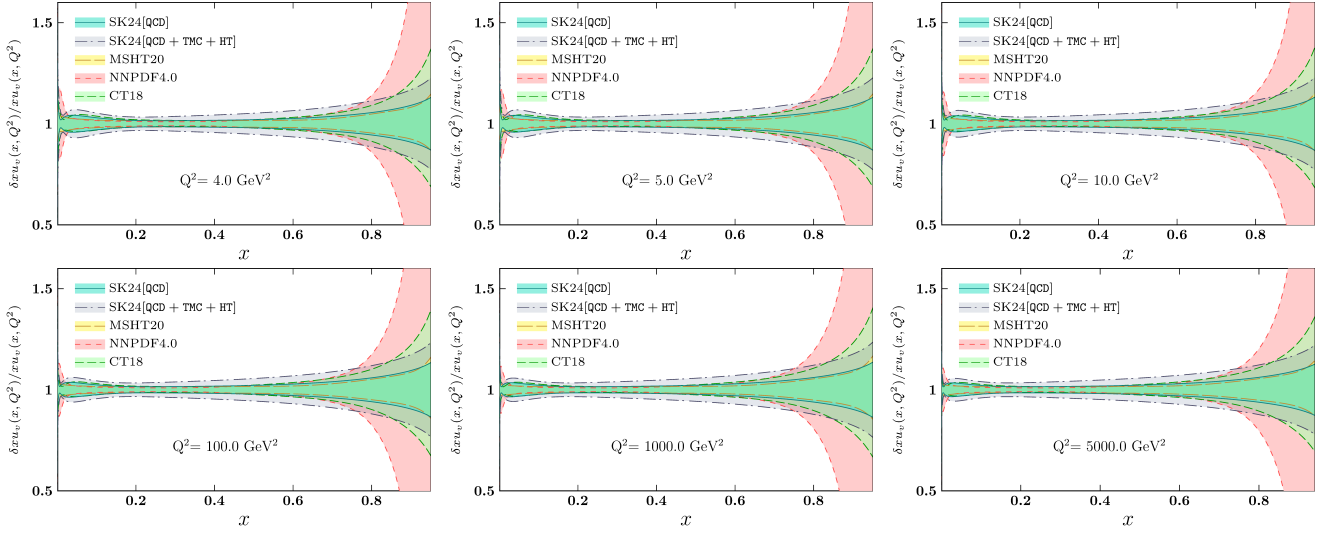 δxu_v(x, Q²)/xu_v(x, Q²)
1.5
1
0.5
SK24[QCD]
SK24[QCD + TMC + HT]
MSHT20
NNPDF4.0
CT18
Q²= 4.0 GeV²
0.2 0.4 0.6 0.8
x
δxu_v(x, Q²)/xu_v(x, Q²)
1.5
1
0.5
SK24[QCD]
SK24[QCD + TMC + HT]
MSHT20
NNPDF4.0
CT18
Q²= 5.0 GeV²
0.2 0.4 0.6 0.8
x
δxu_v(x, Q²)/xu_v(x, Q²)
1.5
1
0.5
SK24[QCD]
SK24[QCD + TMC + HT]
MSHT20
NNPDF4.0
CT18
Q²= 10.0 GeV²
0.2 0.4 0.6 0.8
x
δxu_v(x, Q²)/xu_v(x, Q²)
1.5
1
0.5
SK24[QCD]
SK24[QCD + TMC + HT]
MSHT20
NNPDF4.0
CT18
Q²= 100.0 GeV²
0.2 0.4 0.6 0.8
x
δxu_v(x, Q²)/xu_v(x, Q²)
1.5
1
0.5
SK24[QCD]
SK24[QCD + TMC + HT]
MSHT20
NNPDF4.0
CT18
Q²= 1000.0 GeV²
0.2 0.4 0.6 0.8
x
δxu_v(x, Q²)/xu_v(x, Q²)
1.5
1
0.5
SK24[QCD]
SK24[QCD + TMC + HT]
MSHT20
NNPDF4.0
CT18
Q²= 5000.0 GeV²
0.2 0.4 0.6 0.8
x